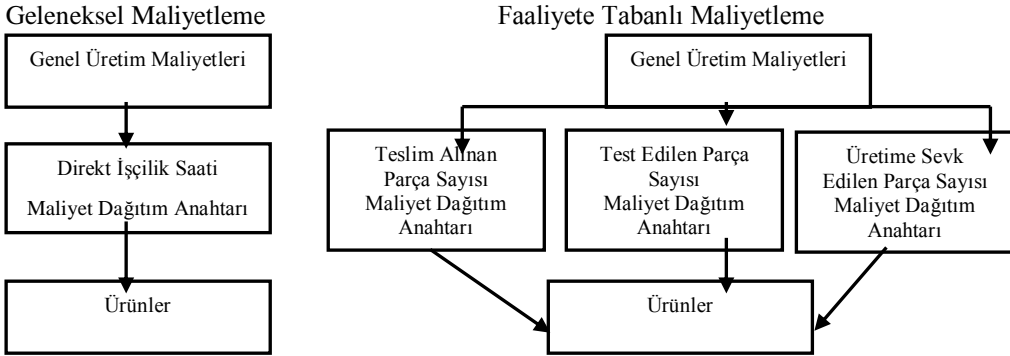 Geleneksel Maliyetleme
Genel Üretim Maliyetleri
Direkt İşçilik Saati
Maliyet Dağıtım Anahtarı
Ürünler
Faaliyete Tabanlı Maliyetleme
Genel Üretim Maliyetleri
Teslim Alınan
Parça Sayısı
Maliyet Dağıtım
Anahtarı
Test Edilen Parça
Sayısı
Maliyet Dağıtım
Anahtarı
Üretime Sevk
Edilen Parça Sayısı
Maliyet Dağıtım
Anahtarı
Ürünler